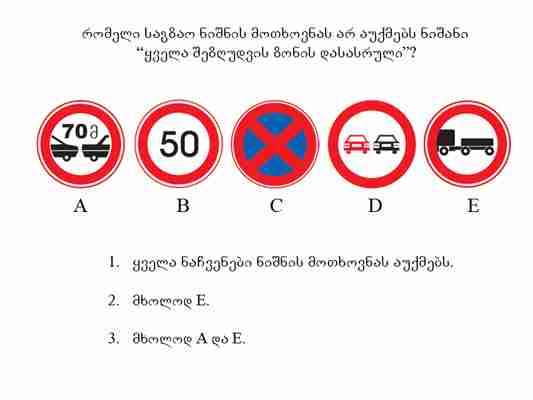 რომელი საგზაო ნიშნის მოთხოვნას არ აუქმებს ნიშანი
“ყველა შეზღუდვის ზონის დასასრული”?
70მ 50
A B C D E
1. ყველა ნაჩვენები ნიშნის მოთხოვნას აუქმებს.
2. მხოლოდ E.
3. მხოლოდ A და E.